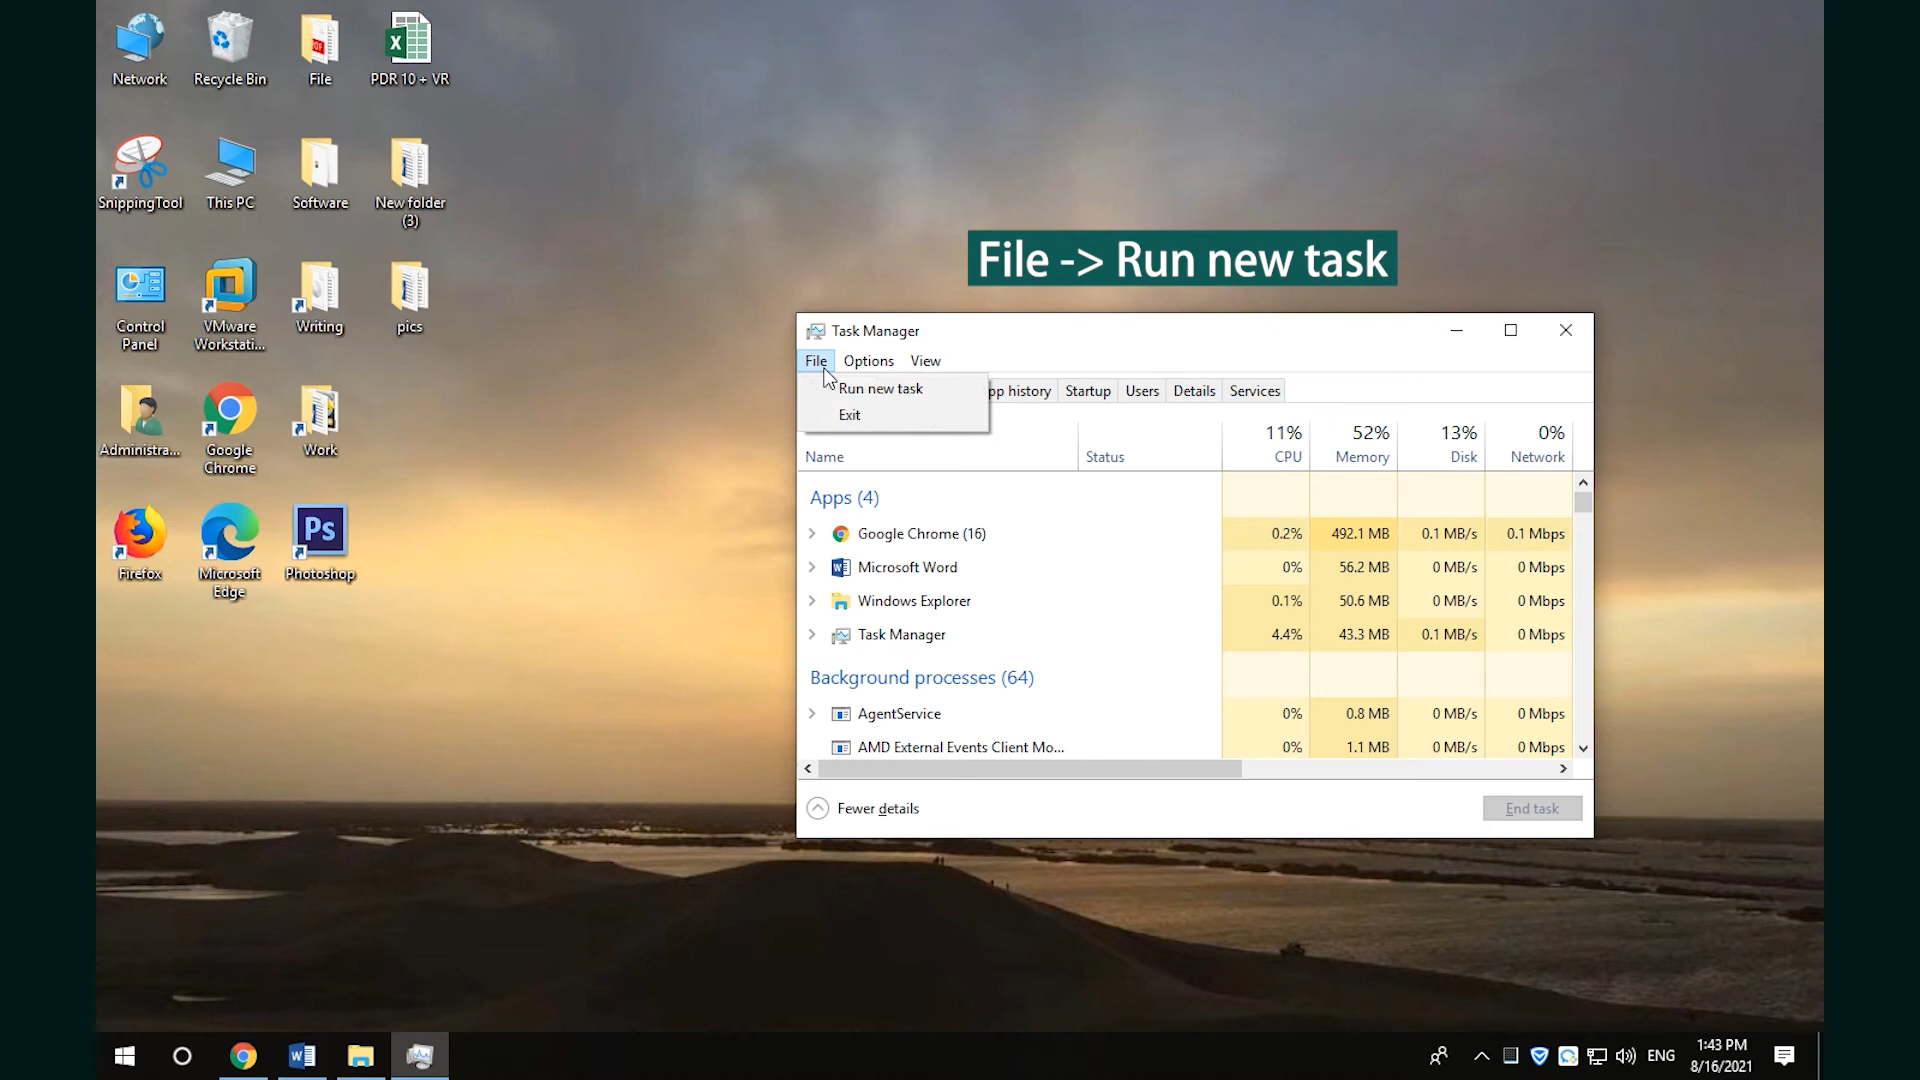 Network
Recycle Bin
File
PDR 10 + VR
SnippingTool
This PC
Software
New folder
(3)
Control
Panel
VMware
Workstati...
Writing
pics
Administra...
Google
Chrome
Work
Firefox
Microsoft
Edge
Ps
Photoshop
File -> Run new task
Task Manager
File Options View
Run new task
Exit
pp history Startup Users Details Services
11% 52% 13% 0%
Name Status CPU Memory Disk Network
Apps (4)
Google Chrome (16) 0.2% 492.1 MB 0.1 MB/s 0.1 Mbps
Microsoft Word 0% 56.2 MB 0 MB/s 0 Mbps
Windows Explorer 0.1% 50.6 MB 0 MB/s 0 Mbps
Task Manager 4.4% 43.3 MB 0.1 MB/s 0 Mbps
Background processes (64)
AgentService 0% 0.8 MB 0 MB/s 0 Mbps
AMD External Events Client Mo... 0% 1.1 MB 0 MB/s 0 Mbps
Fewer details End task
ENG
1:43 PM
8/16/2021